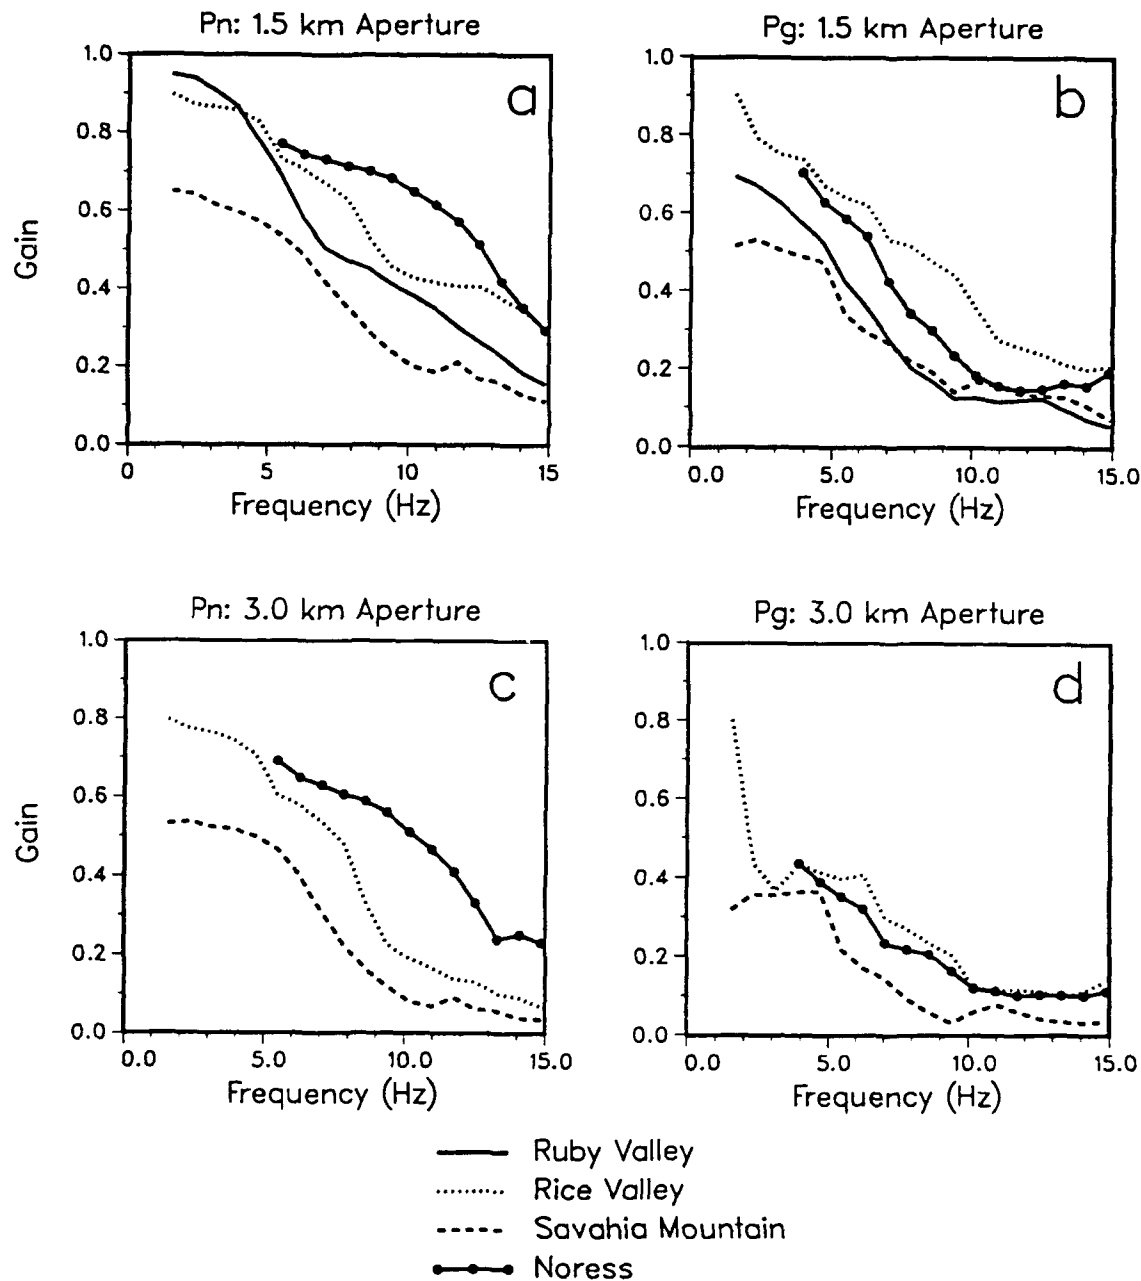 Pn: 1.5 km Aperture
1.0
0.8
0.6
0.4
0.2
0.0
Gain
a
0 5 10 15
Frequency (Hz)
Pg: 1.5 km Aperture
1.0
0.8
0.6
0.4
0.2
0.0
b
0.0 5.0 10.0 15.0
Frequency (Hz)
Pn: 3.0 km Aperture
1.0
0.8
0.6
0.4
0.2
0.0
Gain
c
0.0 5.0 10.0 15.0
Frequency (Hz)
Pg: 3.0 km Aperture
1.0
0.8
0.6
0.4
0.2
0.0
d
0.0 5.0 10.0 15.0
Frequency (Hz)
Ruby Valley
Rice Valley
Savahia Mountain
Noress